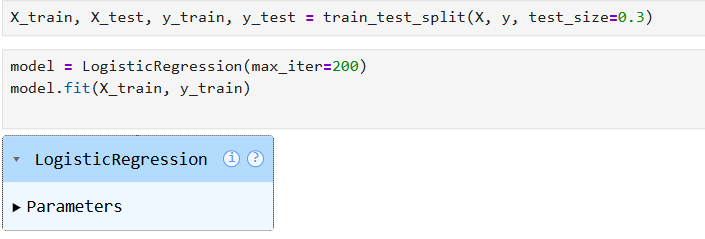 X_train, X_test, y_train, y_test = train_test_split(X, y, test_size=0.3)
model = LogisticRegression(max_iter=200)
model.fit(X_train, y_train)
▾ LogisticRegression i ?
▸ Parameters